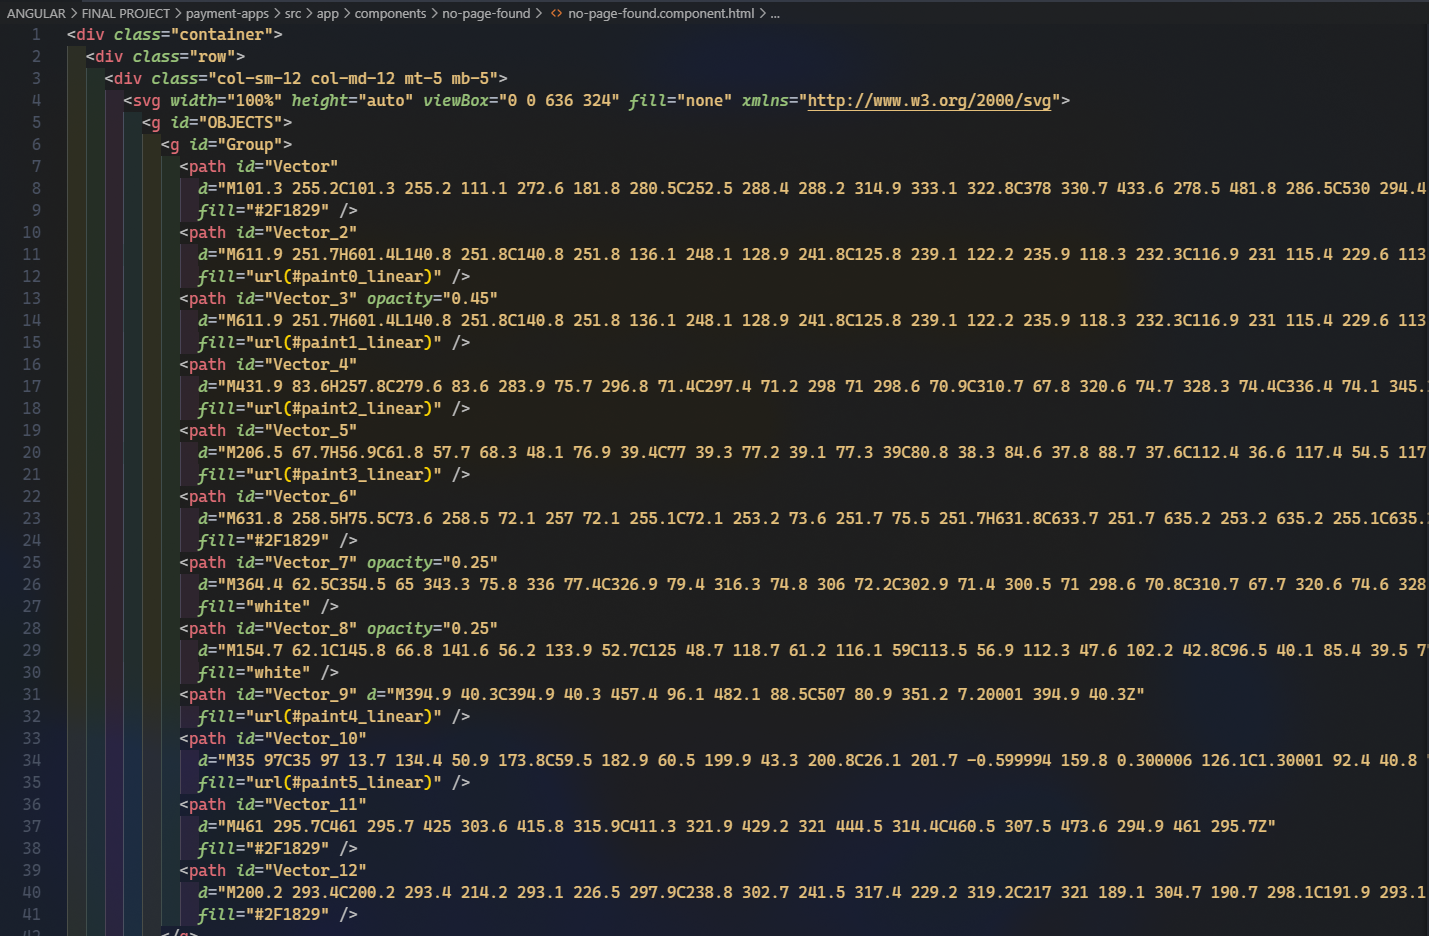 ANGULAR > FINAL PROJECT > payment-apps > src > app > components > no-page-found > <> no-page-found.component.html > ...
1 <div class="container">
2 <div class="row">
3 <div class="col-sm-12 col-md-12 mt-5 mb-5">
4 <svg width="100%" height="auto" viewBox="0 0 636 324" fill="none" xmlns="http://www.w3.org/2000/svg">
5 <g id="OBJECTS">
6 <g id="Group">
7 <path id="Vector"
8 d="M101.3 255.2C101.3 255.2 111.1 272.6 181.8 280.5C252.5 288.4 288.2 314.9 333.1 322.8C378 330.7 433.6 278.5 481.8 286.5C530 294.4
9 fill="#2F1829" />
10 <path id="Vector_2"
11 d="M611.9 251.7H601.4L140.8 251.8C140.8 251.8 136.1 248.1 128.9 241.8C125.8 239.1 122.2 235.9 118.3 232.3C116.9 231 115.4 229.6 113
12 fill="url(#paint0_linear)" />
13 <path id="Vector_3" opacity="0.45"
14 d="M611.9 251.7H601.4L140.8 251.8C140.8 251.8 136.1 248.1 128.9 241.8C125.8 239.1 122.2 235.9 118.3 232.3C116.9 231 115.4 229.6 113
15 fill="url(#paint1_linear)" />
16 <path id="Vector_4"
17 d="M431.9 83.6H257.8C279.6 83.6 283.9 75.7 296.8 71.4C297.4 71.2 298 71 298.6 70.9C310.7 67.8 320.6 74.7 328.3 74.4C336.4 74.1 345.
18 fill="url(#paint2_linear)" />
19 <path id="Vector_5"
20 d="M206.5 67.7H56.9C61.8 57.7 68.3 48.1 76.9 39.4C77 39.3 77.2 39.1 77.3 39C80.8 38.3 84.6 37.8 88.7 37.6C112.4 36.6 117.4 54.5 117
21 fill="url(#paint3_linear)" />
22 <path id="Vector_6"
23 d="M631.8 258.5H75.5C73.6 258.5 72.1 257 72.1 255.1C72.1 253.2 73.6 251.7 75.5 251.7H631.8C633.7 251.7 635.2 253.2 635.2 255.1C635.
24 fill="#2F1829" />
25 <path id="Vector_7" opacity="0.25"
26 d="M364.4 62.5C354.5 65 343.3 75.8 336 77.4C326.9 79.4 316.3 74.8 306 72.2C302.9 71.4 300.5 71 298.6 70.8C310.7 67.7 320.6 74.6 328
27 fill="white" />
28 <path id="Vector_8" opacity="0.25"
29 d="M154.7 62.1C145.8 66.8 141.6 56.2 133.9 52.7C125 48.7 118.7 61.2 116.1 59C113.5 56.9 112.3 47.6 102.2 42.8C96.5 40.1 85.4 39.5
30 fill="white" />
31 <path id="Vector_9" d="M394.9 40.3C394.9 40.3 457.4 96.1 482.1 88.5C507 80.9 351.2 7.20001 394.9 40.3Z"
32 fill="url(#paint4_linear)" />
33 <path id="Vector_10"
34 d="M35 97C35 97 13.7 134.4 50.9 173.8C59.5 182.9 60.5 199.9 43.3 200.8C26.1 201.7 -0.599994 159.8 0.300006 126.1C1.30001 92.4 40.8
35 fill="url(#paint5_linear)" />
36 <path id="Vector_11"
37 d="M461 295.7C461 295.7 425 303.6 415.8 315.9C411.3 321.9 429.2 321 444.5 314.4C460.5 307.5 473.6 294.9 461 295.7Z"
38 fill="#2F1829" />
39 <path id="Vector_12"
40 d="M200.2 293.4C200.2 293.4 214.2 293.1 226.5 297.9C238.8 302.7 241.5 317.4 229.2 319.2C217 321 189.1 304.7 190.7 298.1C191.9 293.1
41 fill="#2F1829" />